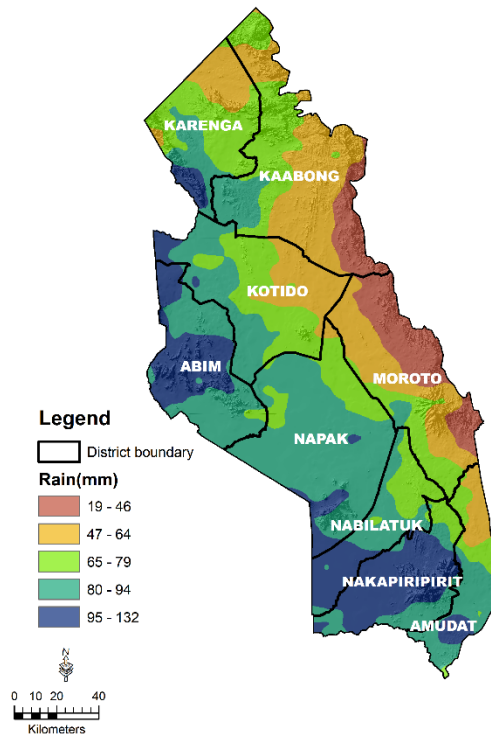 KARENGA
KAABONG
KOTIDO
ABIM
MOROTO
NAPAK
NABILATUK
NAKAPIRIPIRIT
AMUDAT
Legend
District boundary
Rain(mm)
19 - 46
47 - 64
65 - 79
80 - 94
95 - 132
N
0 10 20 40
Kilometers